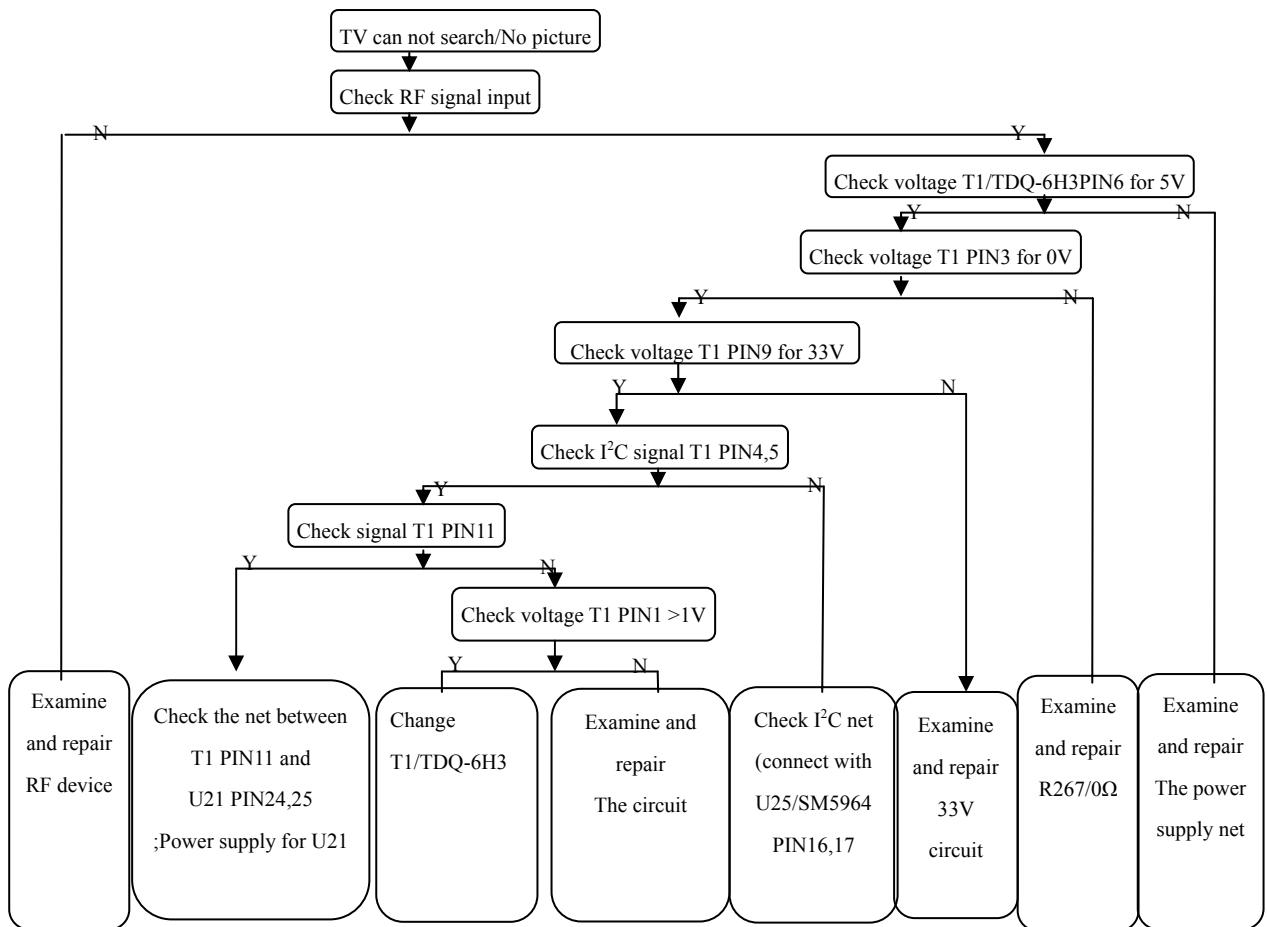 TV can not search/No picture
Check RF signal input
N
Y
Check voltage T1/TDQ-6H3PIN6 for 5V
Y
N
Check voltage T1 PIN3 for 0V
Y
N
Check voltage T1 PIN9 for 33V
Y
N
Check I²C signal T1 PIN4,5
Y
N
Check signal T1 PIN11
Y
N
Check voltage T1 PIN1 >1V
Y
N
Examine
and repair
RF device
Check the net between
T1 PIN11 and
U21 PIN24,25
;Power supply for U21
Change
T1/TDQ-6H3
Examine and
repair
The circuit
Check I²C net
(connect with
U25/SM5964
PIN16,17
Examine
and repair
33V
circuit
Examine
and repair
R267/0Ω
Examine
and repair
The power
supply net